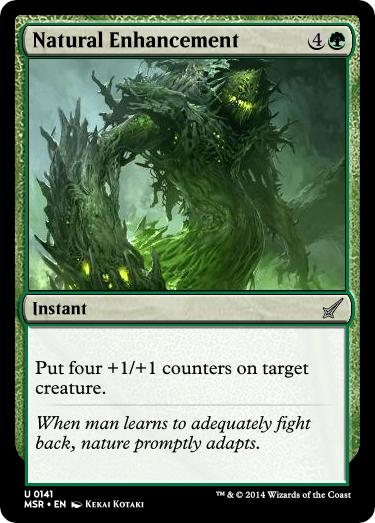 Natural Enhancement 4
Instant
Put four +1/+1 counters on target
creature.
When man learns to adequately fight
back, nature promptly adapts.
U 0141
MSR • EN Kekai Kotaki
™ & © 2014 Wizards of the Coast